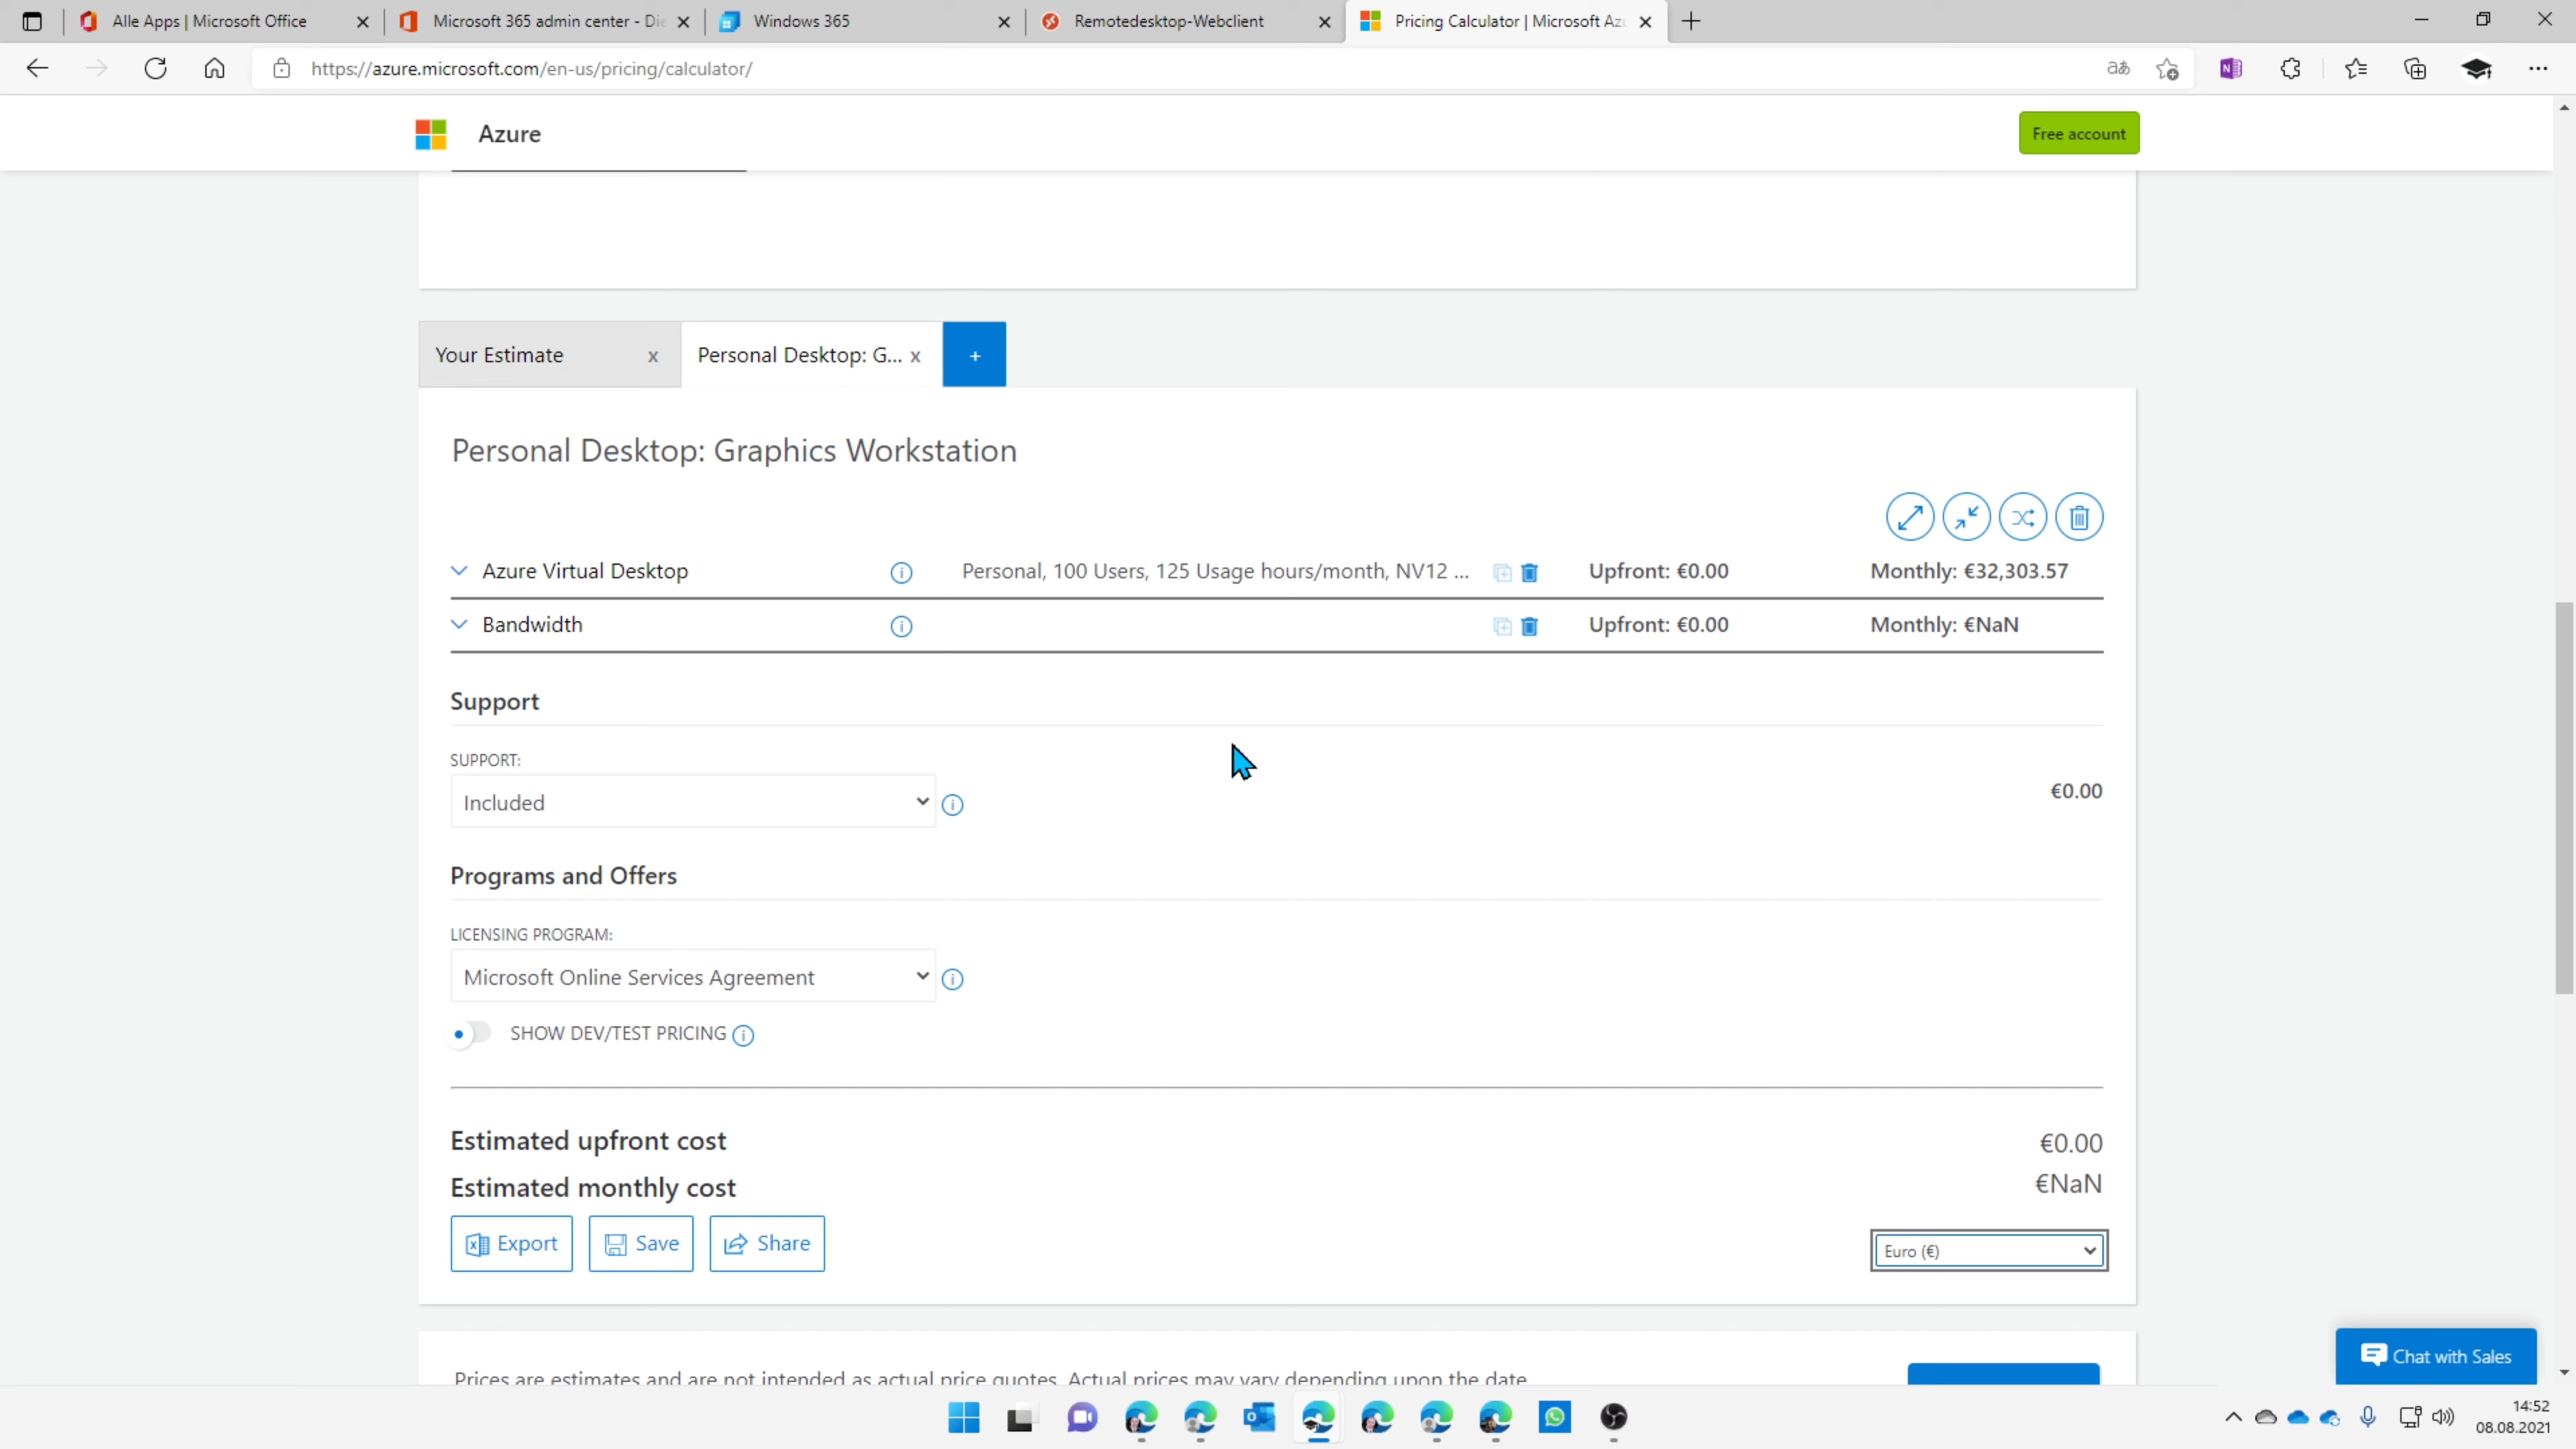 Alle Apps | Microsoft Office
Microsoft 365 admin center - Die
Windows 365
Remotedesktop-Webclient
Pricing Calculator | Microsoft Azu
https://azure.microsoft.com/en-us/pricing/calculator/
aあ
Azure
Free account
Your Estimate x
Personal Desktop: G... x
+
Personal Desktop: Graphics Workstation
Azure Virtual Desktop
Personal, 100 Users, 125 Usage hours/month, NV12 ...
Upfront: €0.00
Monthly: €32,303.57
Bandwidth
Upfront: €0.00
Monthly: €NaN
Support
SUPPORT:
Included
€0.00
Programs and Offers
LICENSING PROGRAM:
Microsoft Online Services Agreement
SHOW DEV/TEST PRICING
Estimated upfront cost
€0.00
Estimated monthly cost
€NaN
Export
Save
Share
Euro (€)
Prices are estimates and are not intended as actual price quotes. Actual prices may vary depending upon the date
Chat with Sales
14:52
08.08.2021